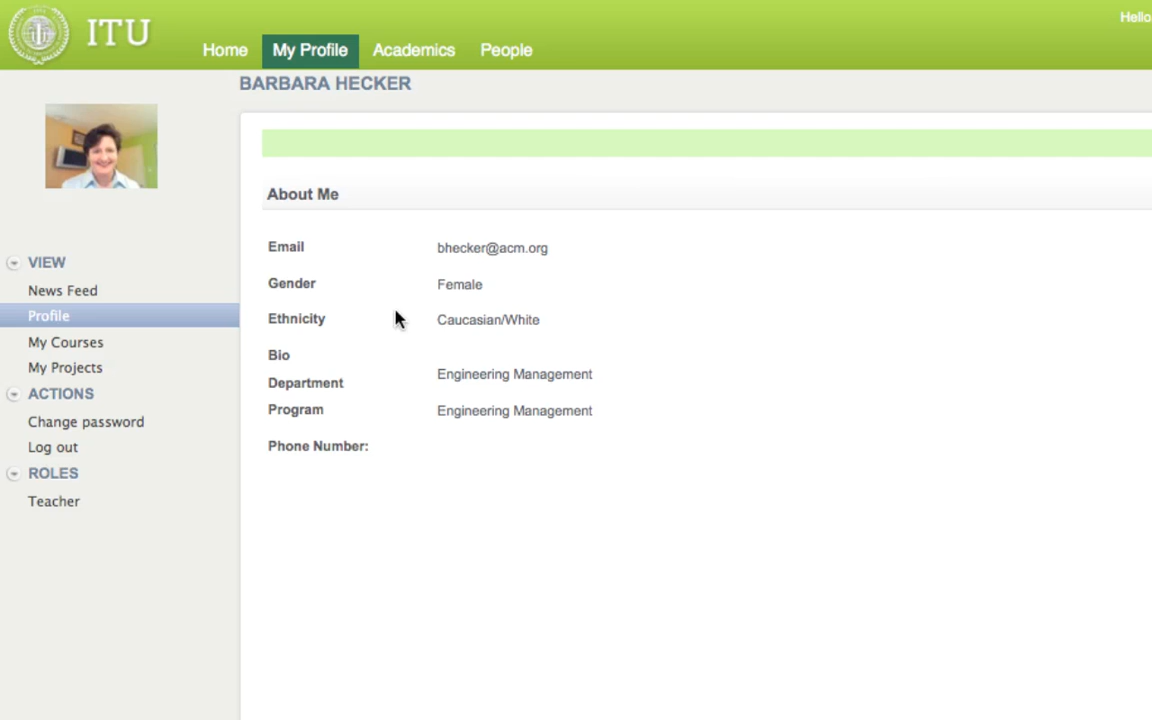 Hello
ITU
Home My Profile Academics People
BARBARA HECKER
About Me
Email bhecker@acm.org
Gender Female
Ethnicity Caucasian/White
Bio
Department Engineering Management
Program Engineering Management
Phone Number:
VIEW
News Feed
Profile
My Courses
My Projects
ACTIONS
Change password
Log out
ROLES
Teacher